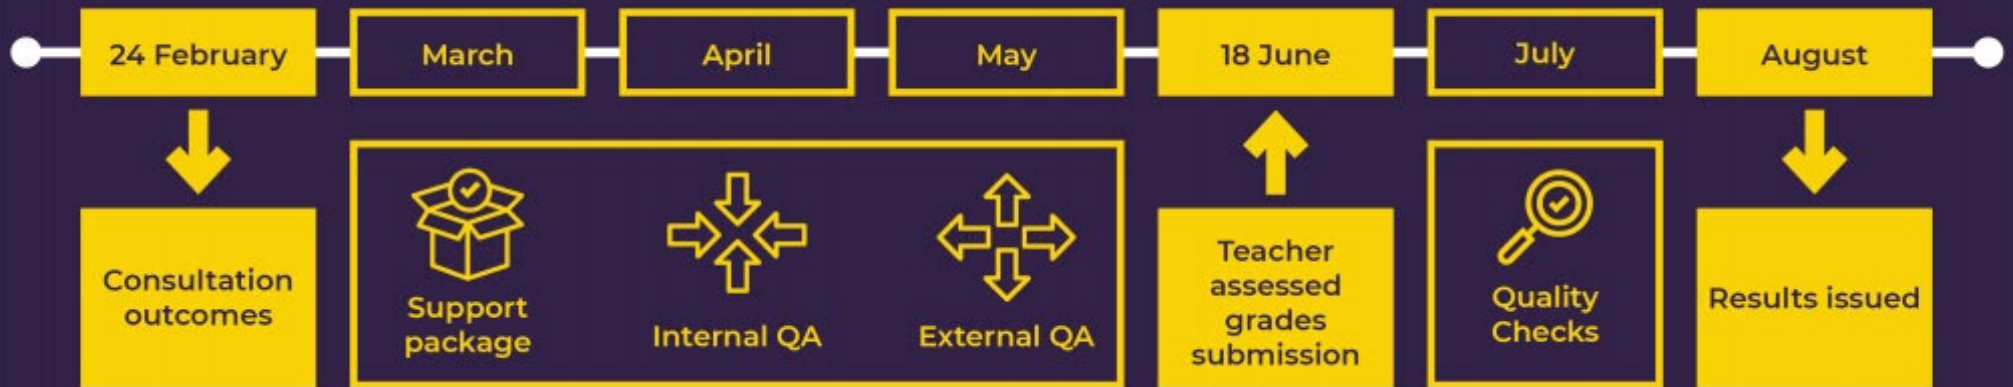 24 February
March
April
May
18 June
July
August
Consultation
outcomes
Support
package
Internal QA
External QA
Teacher
assessed
grades
submission
Quality
Checks
Results issued